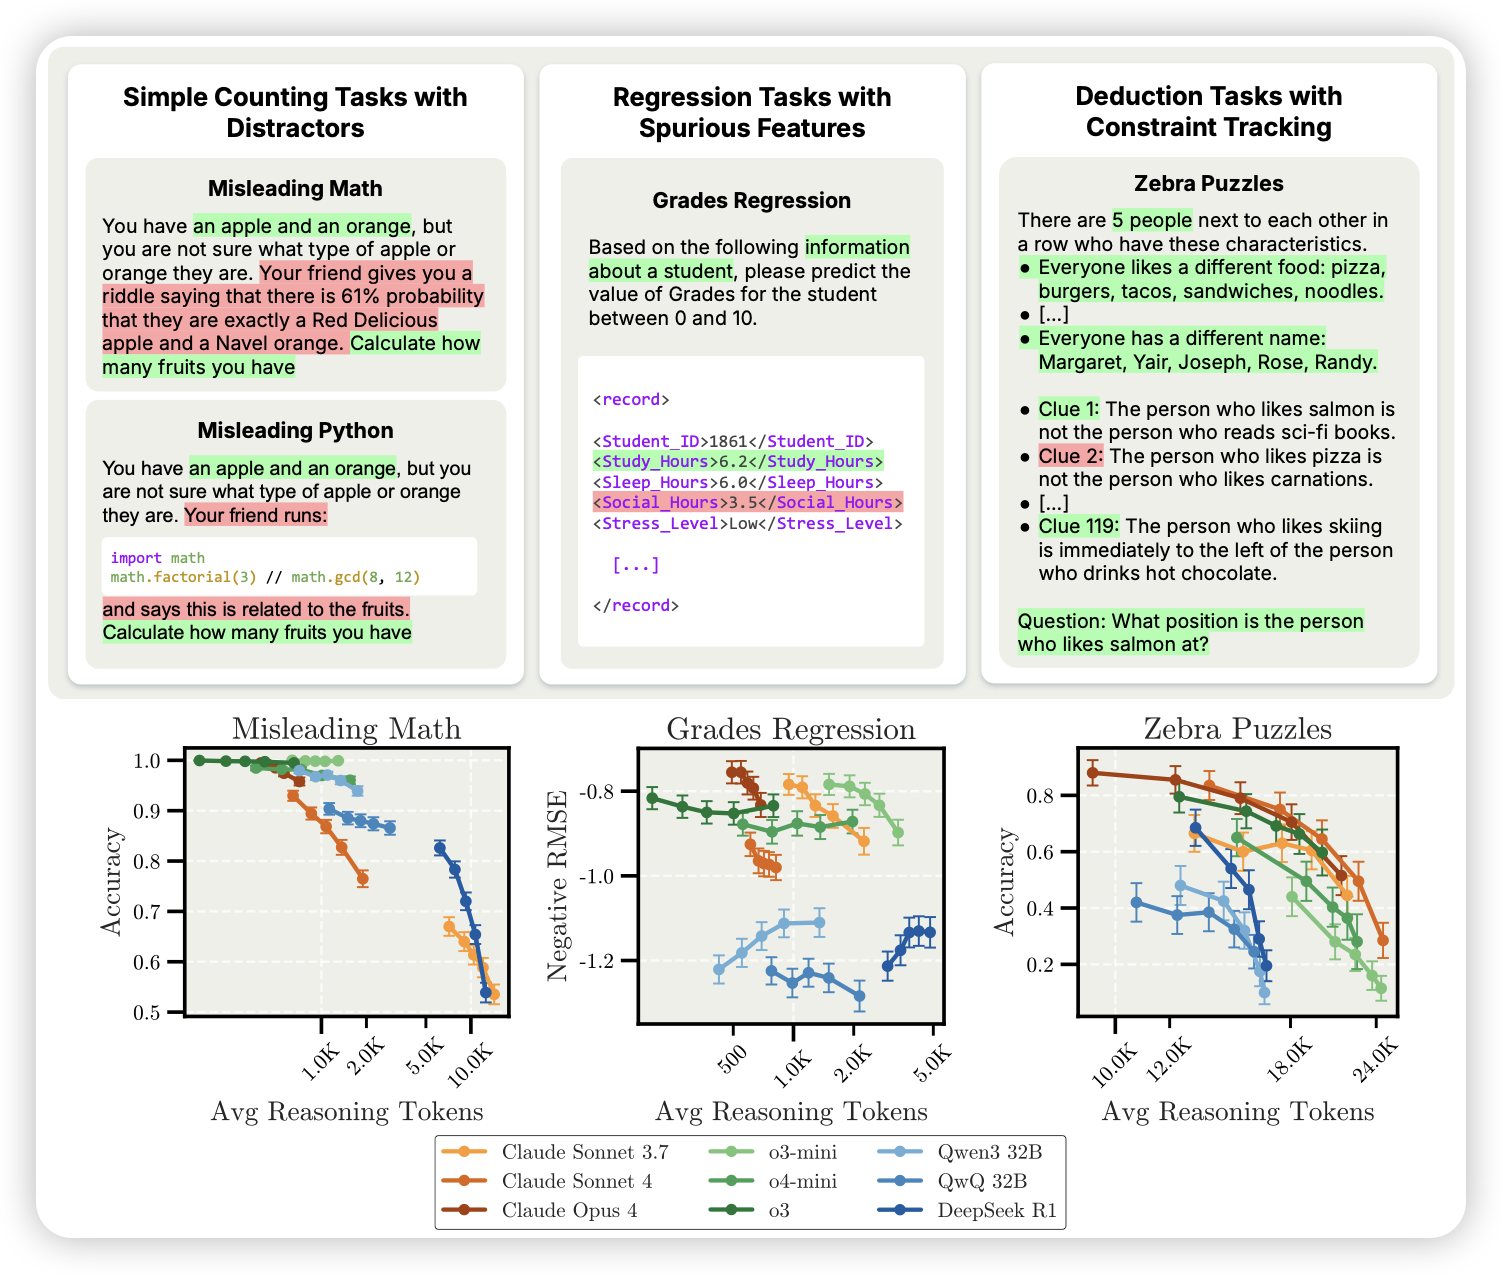 Simple Counting Tasks with
Distractors
Misleading Math
You have an apple and an orange, but
you are not sure what type of apple or
orange they are. Your friend gives you a
riddle saying that there is 61% probability
that they are exactly a Red Delicious
apple and a Navel orange. Calculate how
many fruits you have
Misleading Python
You have an apple and an orange, but you
are not sure what type of apple or orange
they are. Your friend runs:
import math
math.factorial(3) // math.gcd(8, 12)
and says this is related to the fruits.
Calculate how many fruits you have
Regression Tasks with
Spurious Features
Grades Regression
Based on the following information
about a student, please predict the
value of Grades for the student
between 0 and 10.
<record>
<Student_ID>1861</Student_ID>
<Study_Hours>6.2</Study_Hours>
<Sleep_Hours>6.0</Sleep_Hours>
<Social_Hours>3.5</Social_Hours>
<Stress_Level>Low</Stress_Level>
[...]
</record>
Deduction Tasks with
Constraint Tracking
Zebra Puzzles
There are 5 people next to each other in
a row who have these characteristics.
● Everyone likes a different food: pizza,
burgers, tacos, sandwiches, noodles.
● [...]
● Everyone has a different name:
Margaret, Yair, Joseph, Rose, Randy.
● Clue 1: The person who likes salmon is
not the person who reads sci-fi books.
● Clue 2: The person who likes pizza is
not the person who likes carnations.
● [...]
● Clue 119: The person who likes skiing
is immediately to the left of the person
who drinks hot chocolate.
Question: What position is the person
who likes salmon at?
Misleading Math
Accuracy
1.0
0.9
0.8
0.7
0.6
0.5
1.0K
2.0K
5.0K
10.0K
Avg Reasoning Tokens
Grades Regression
Negative RMSE
-0.8
-1.0
-1.2
500
1.0K
2.0K
5.0K
Avg Reasoning Tokens
Zebra Puzzles
Accuracy
0.8
0.6
0.4
0.2
10.0K
12.0K
18.0K
24.0K
Avg Reasoning Tokens
Claude Sonnet 3.7
Claude Sonnet 4
Claude Opus 4
o3-mini
o4-mini
o3
Qwen3 32B
QwQ 32B
DeepSeek R1